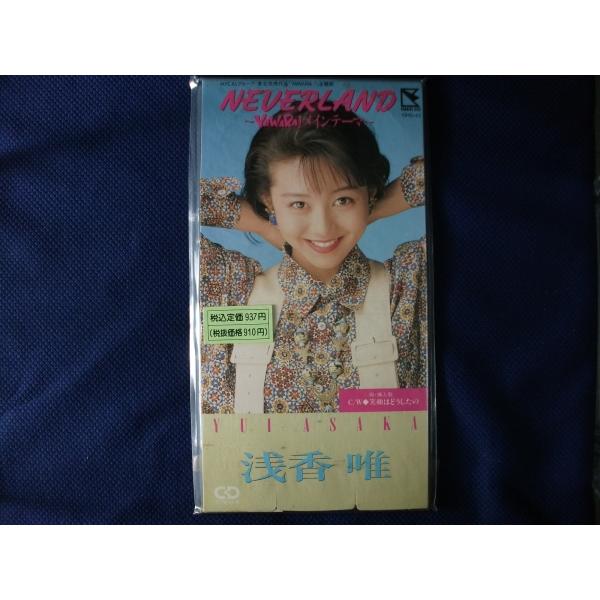 NEVERLAND
~YAWARA!メインテーマ~
税込定価 937円
(税抜価格 910円)
C/W◆笑顔はどうしたの
YUI ASAKA
浅香 唯
CD